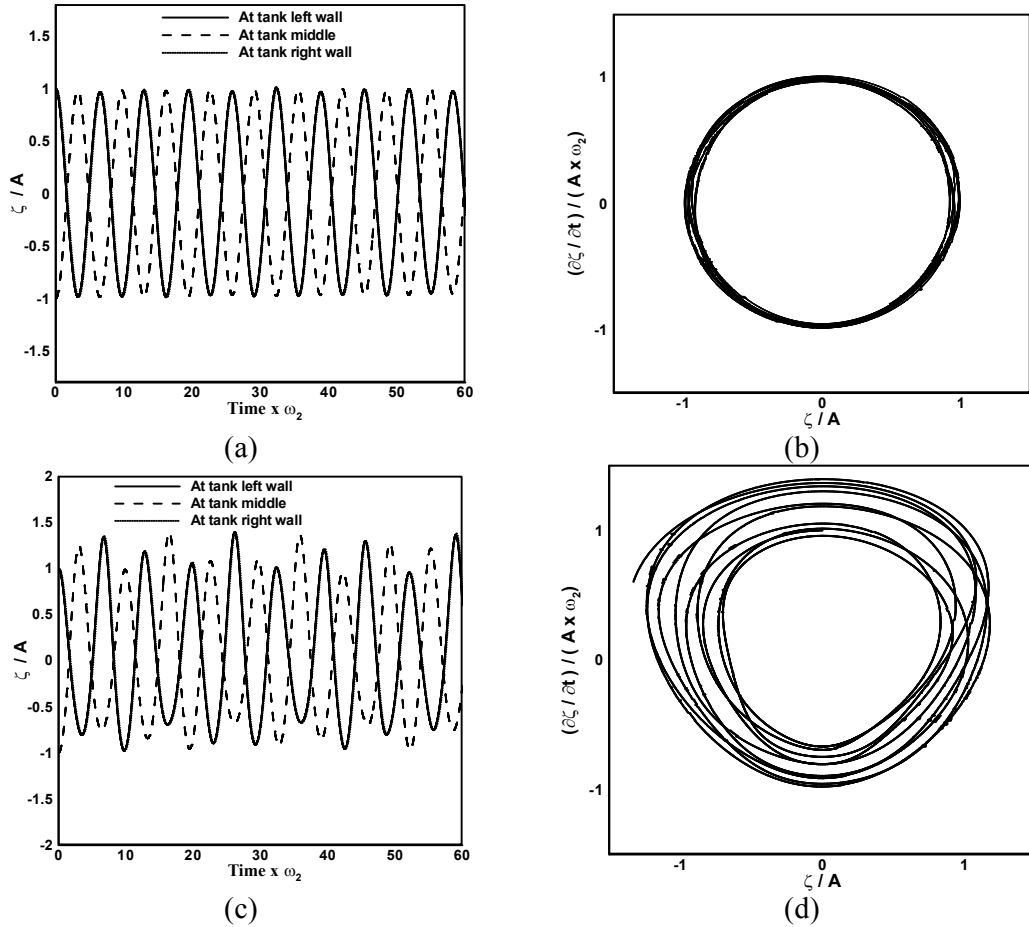 At tank left wall
At tank middle
At tank right wall
1.5
1
0.5
0
-0.5
-1
-1.5
ζ / A
0 10 20 30 40 50 60
Time x ω2
(a)
1
0
-1
(∂ζ / ∂t) / ( A x ω2)
-1 0 1
ζ / A
(b)
At tank left wall
At tank middle
At tank right wall
2
1.5
1
0.5
0
-0.5
-1
-1.5
-2
ζ / A
0 10 20 30 40 50 60
Time x ω2
(c)
1
0
-1
(∂ζ / ∂t) / ( A x ω2)
-1 0 1
ζ / A
(d)